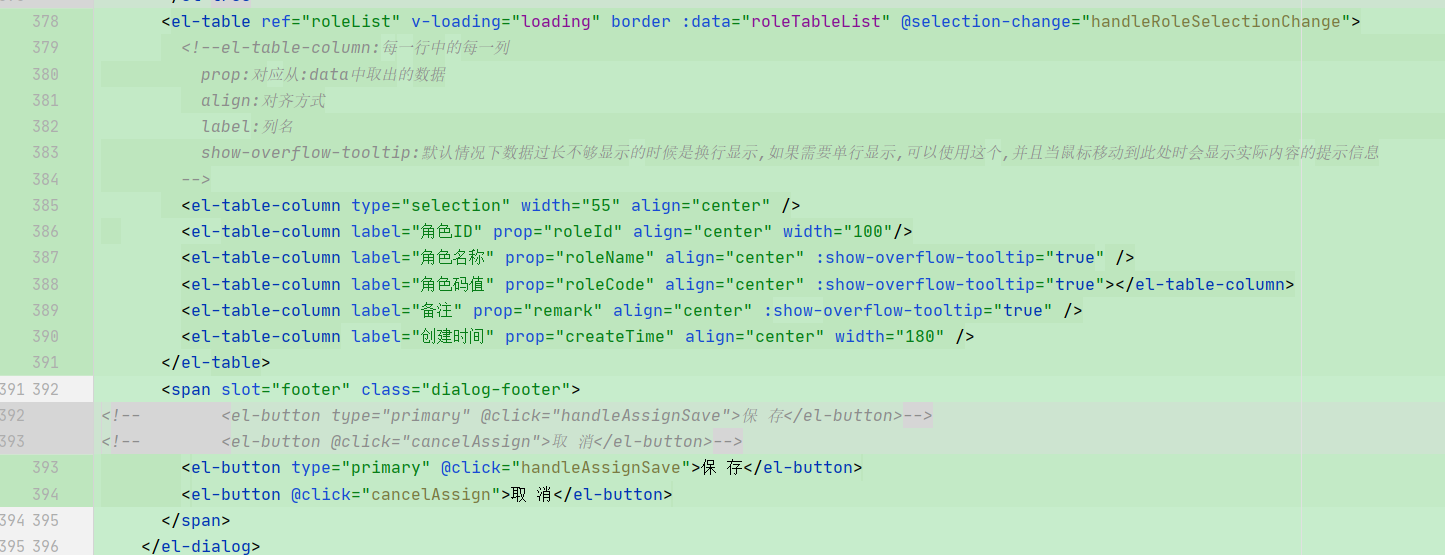 378 <el-table ref="roleList" v-loading="loading" border :data="roleTableList" @selection-change="handleRoleSelectionChange">
379 <!--el-table-column:每一行中的每一列
380 prop:对应从:data中取出的数据
381 align:对齐方式
382 label:列名
383 show-overflow-tooltip:默认情况下数据过长不够显示的时候是换行显示,如果需要单行显示,可以使用这个,并且当鼠标移动到此处时会显示实际内容的提示信息
384 -->
385 <el-table-column type="selection" width="55" align="center" />
386 <el-table-column label="角色ID" prop="roleId" align="center" width="100"/>
387 <el-table-column label="角色名称" prop="roleName" align="center" :show-overflow-tooltip="true" />
388 <el-table-column label="角色码值" prop="roleCode" align="center" :show-overflow-tooltip="true"></el-table-column>
389 <el-table-column label="备注" prop="remark" align="center" :show-overflow-tooltip="true" />
390 <el-table-column label="创建时间" prop="createTime" align="center" width="180" />
391 </el-table>
391 392 <span slot="footer" class="dialog-footer">
392 <!-- <el-button type="primary" @click="handleAssignSave">保 存</el-button>-->
393 <!-- <el-button @click="cancelAssign">取 消</el-button>-->
393 <el-button type="primary" @click="handleAssignSave">保 存</el-button>
394 <el-button @click="cancelAssign">取 消</el-button>
394 395 </span>
395 396 </el-dialog>